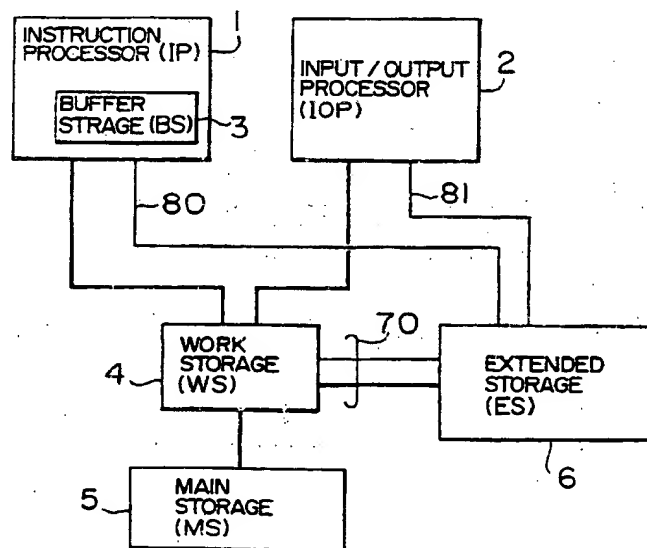 1
INSTRUCTION
PROCESSOR (IP)
BUFFER
STRAGE (BS)
3
INPUT / OUTPUT
PROCESSOR
(IOP)
2
80
81
70
4
WORK
STORAGE
(WS)
EXTENDED
STORAGE
(ES)
6
5
MAIN
STORAGE
(MS)